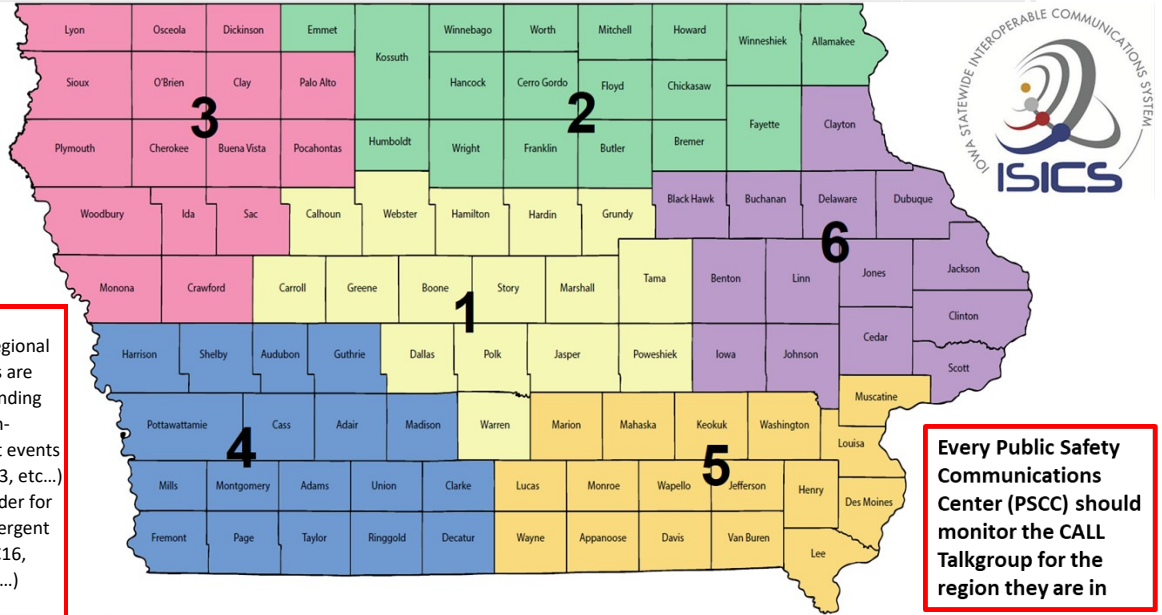 Lyon Osceola Dickinson Emmet Kossuth Winnebago Worth Mitchell Howard Winneshiek Allamakee
Sioux O'Brien Clay Palo Alto Hancock Cerro Gordo Floyd Chickasaw
3 2
Plymouth Cherokee Buena Vista Pocahontas Humboldt Wright Franklin Butler Bremer Fayette Clayton
Woodbury Ida Sac Calhoun Webster Hamilton Hardin Grundy Black Hawk Buchanan Delaware Dubuque
6
Monona Crawford Carroll Greene Boone Story Marshall Tama Benton Linn Jones Jackson
1
Clinton
Harrison Shelby Audubon Guthrie Dallas Polk Jasper Poweshiek Iowa Johnson Cedar Scott
Pottawattamie Cass Adair Madison Warren Marion Mahaska Keokuk Washington Muscatine
Louisa
4 5
Mills Montgomery Adams Union Clarke Lucas Monroe Wapello Jefferson Henry Des Moines
Fremont Page Taylor Ringgold Decatur Wayne Appanoose Davis Van Buren Lee
IOWA STATEWIDE INTEROPERABLE COMMUNICATIONS SYSTEM
ISICS
egional
s are
nding
n-
t events
3, etc...)
der for
ergent
16,
...)
Every Public Safety
Communications
Center (PSCC) should
monitor the CALL
Talkgroup for the
region they are in